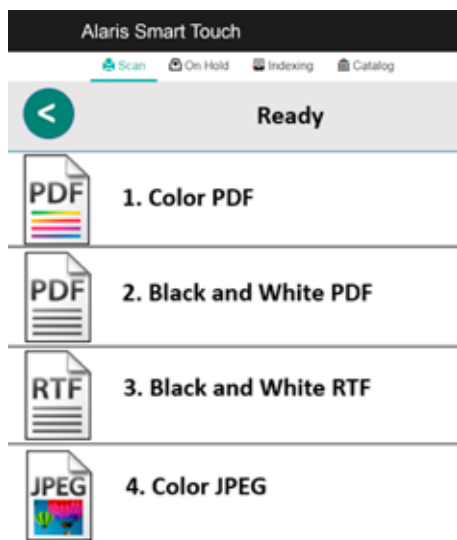 Alaris Smart Touch
Scan On Hold Indexing Catalog
< Ready
PDF 1. Color PDF
PDF 2. Black and White PDF
RTF 3. Black and White RTF
JPEG 4. Color JPEG